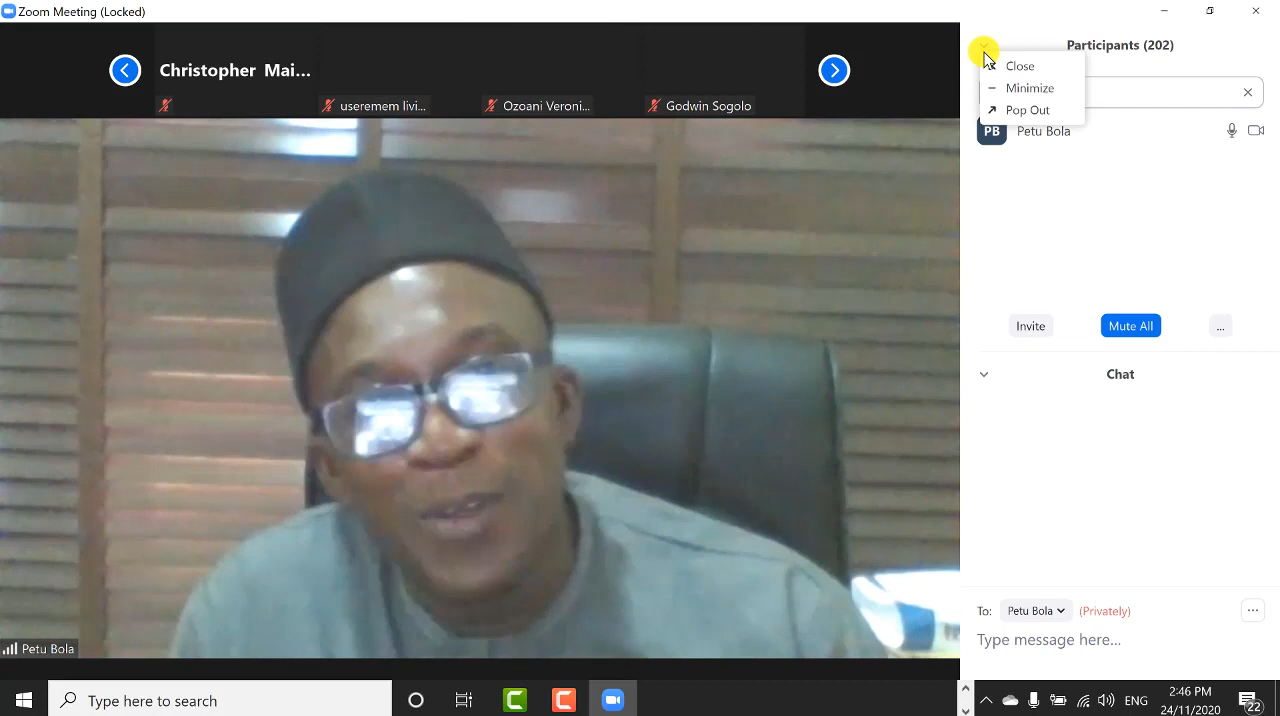 Zoom Meeting (Locked)
Christopher Mai...
useremem livi...
Ozoani Veroni...
Godwin Sogolo
Petu Bola
Participants (202)
Close
Minimize
Pop Out
PB Petu Bola
Invite
Mute All
...
Chat
To: Petu Bola (Privately)
...
Type message here...
Type here to search
ENG
2:46 PM
24/11/2020
22